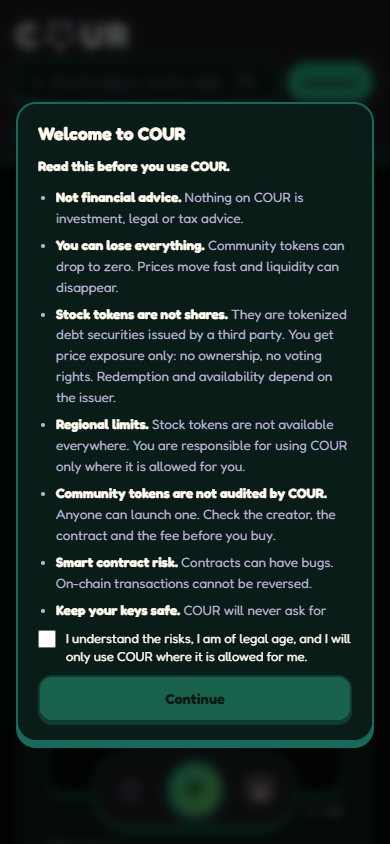 C UR
Welcome to COUR
Read this before you use COUR.
• Not financial advice. Nothing on COUR is
investment, legal or tax advice.
• You can lose everything. Community tokens can
drop to zero. Prices move fast and liquidity can
disappear.
• Stock tokens are not shares. They are tokenized
debt securities issued by a third party. You get
price exposure only: no ownership, no voting
rights. Redemption and availability depend on
the issuer.
• Regional limits. Stock tokens are not available
everywhere. You are responsible for using COUR
only where it is allowed for you.
• Community tokens are not audited by COUR.
Anyone can launch one. Check the creator, the
contract and the fee before you buy.
• Smart contract risk. Contracts can have bugs.
On-chain transactions cannot be reversed.
• Keep your keys safe. COUR will never ask for
I understand the risks, I am of legal age, and I will
only use COUR where it is allowed for me.
Continue